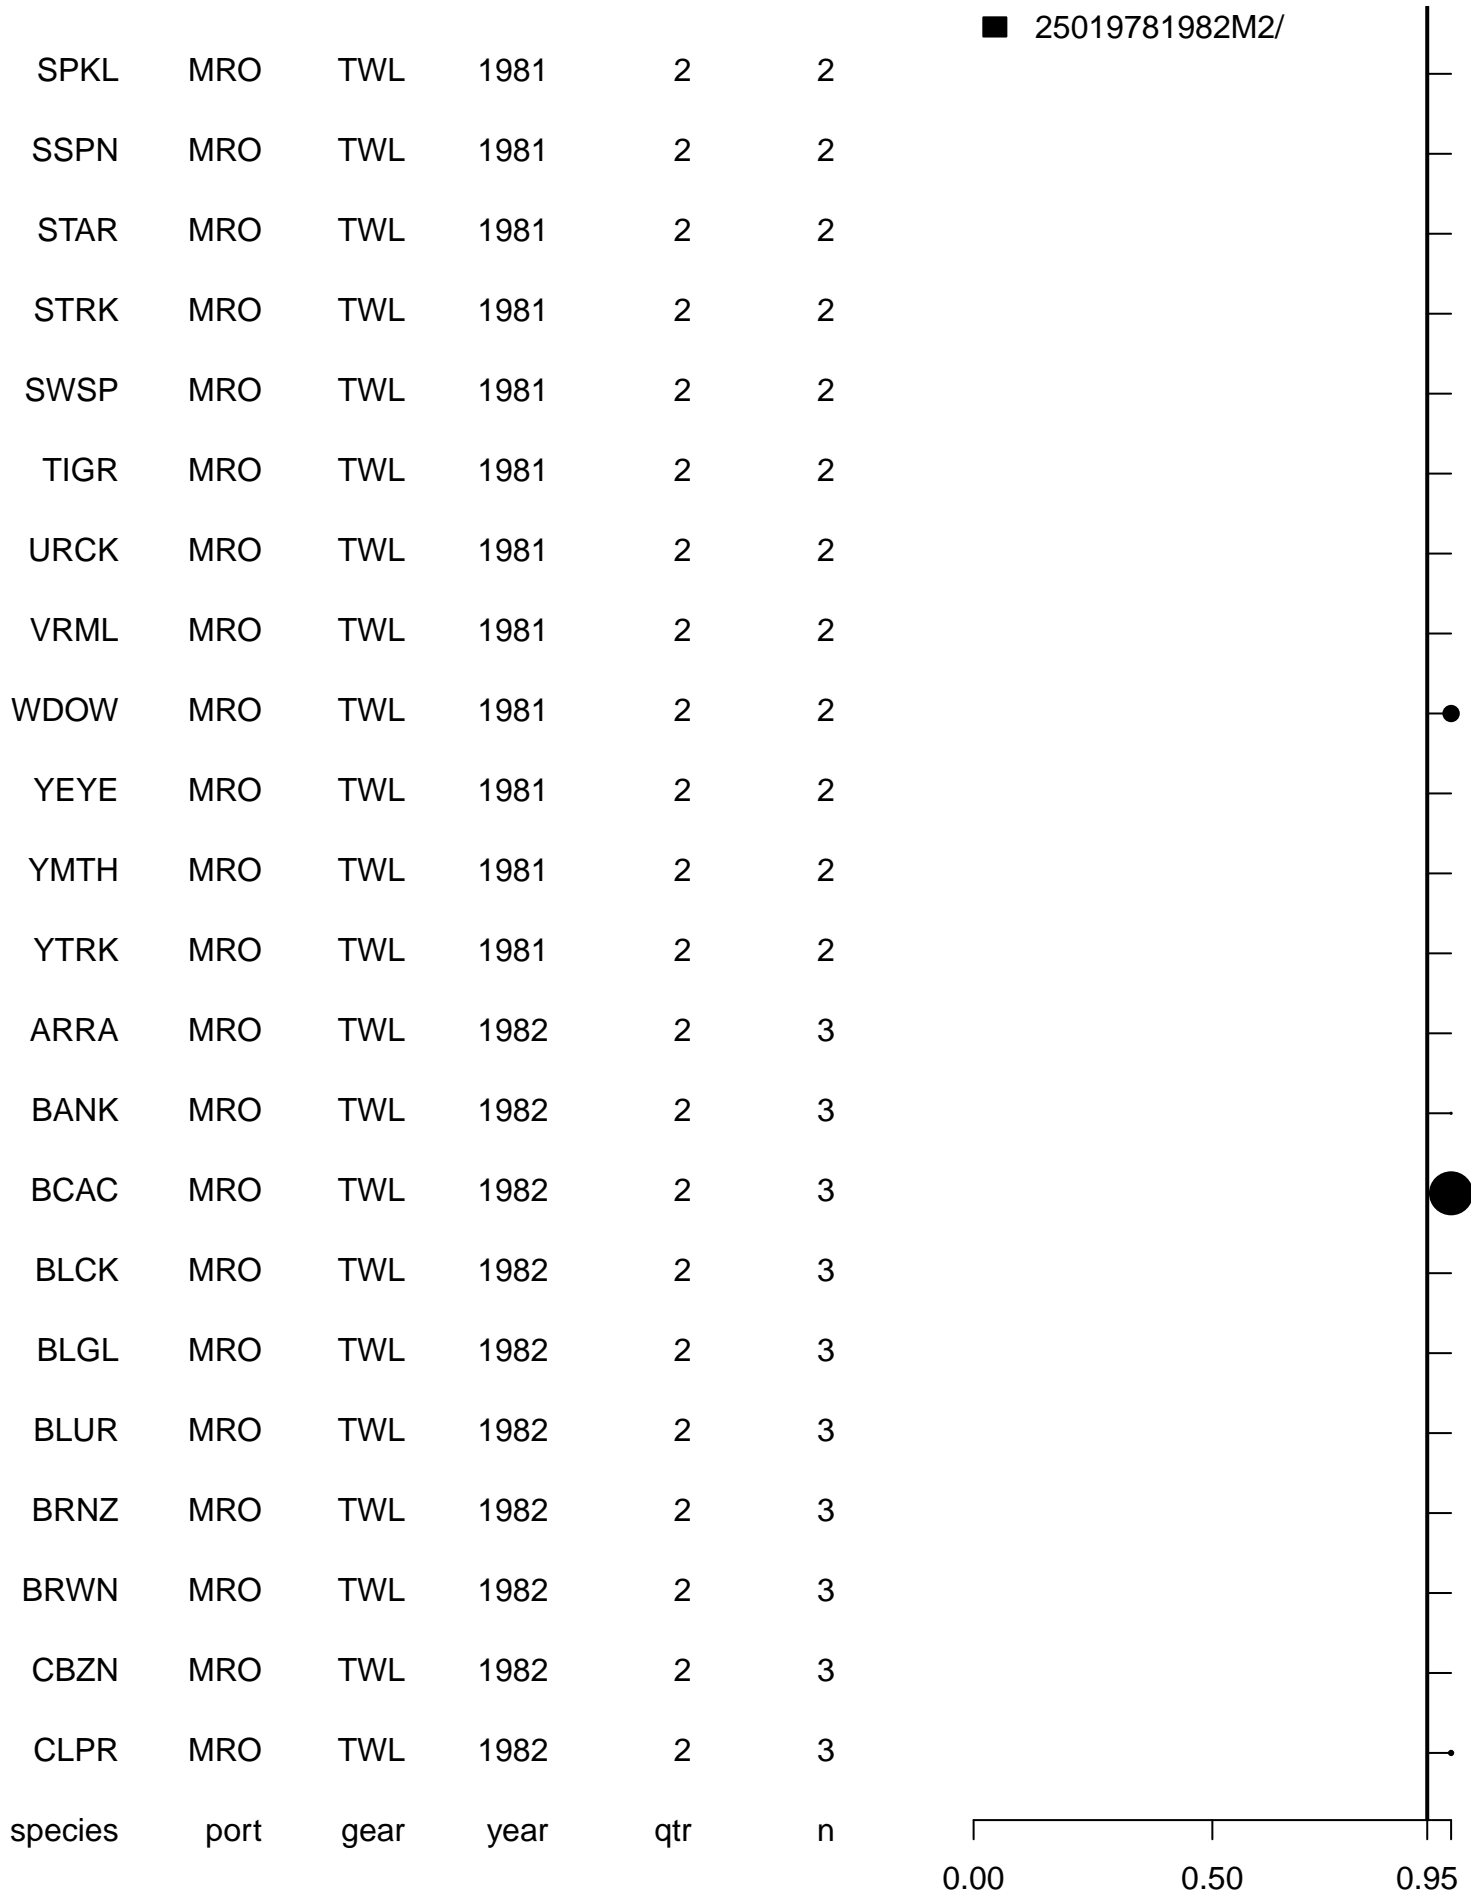 25019781982M2/
SPKL MRO TWL 1981 2 2
SSPN MRO TWL 1981 2 2
STAR MRO TWL 1981 2 2
STRK MRO TWL 1981 2 2
SWSP MRO TWL 1981 2 2
TIGR MRO TWL 1981 2 2
URCK MRO TWL 1981 2 2
VRML MRO TWL 1981 2 2
WDOW MRO TWL 1981 2 2
YEYE MRO TWL 1981 2 2
YMTH MRO TWL 1981 2 2
YTRK MRO TWL 1981 2 2
ARRA MRO TWL 1982 2 3
BANK MRO TWL 1982 2 3
BCAC MRO TWL 1982 2 3
BLCK MRO TWL 1982 2 3
BLGL MRO TWL 1982 2 3
BLUR MRO TWL 1982 2 3
BRNZ MRO TWL 1982 2 3
BRWN MRO TWL 1982 2 3
CBZN MRO TWL 1982 2 3
CLPR MRO TWL 1982 2 3
species port gear year qtr n
0.00 0.50 0.95